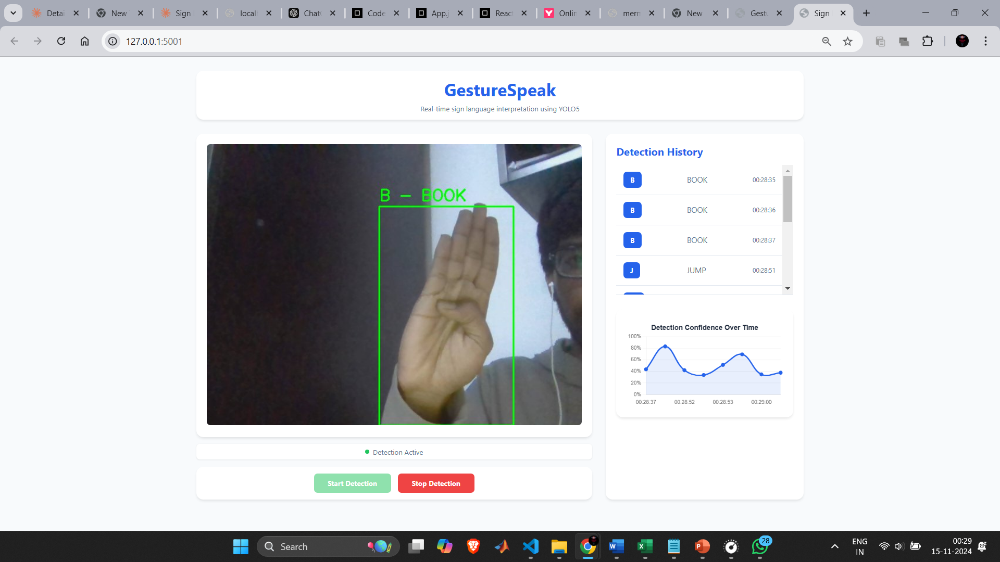 Detai
New
Sign
locall
Chat
Code
App.j
Reac
Onlin
merm
New
Gest
Sign
127.0.0.1:5001
GestureSpeak
Real-time sign language interpretation using YOLO5
B - BOOK
Detection Active
Start Detection
Stop Detection
Detection History
B BOOK 00:28:35
B BOOK 00:28:36
B BOOK 00:28:37
J JUMP 00:28:51
Detection Confidence Over Time
100%
80%
60%
40%
20%
0%
00:28:37 00:28:52 00:28:53 00:29:00
Search
28
ENG
IN
00:29
15-11-2024